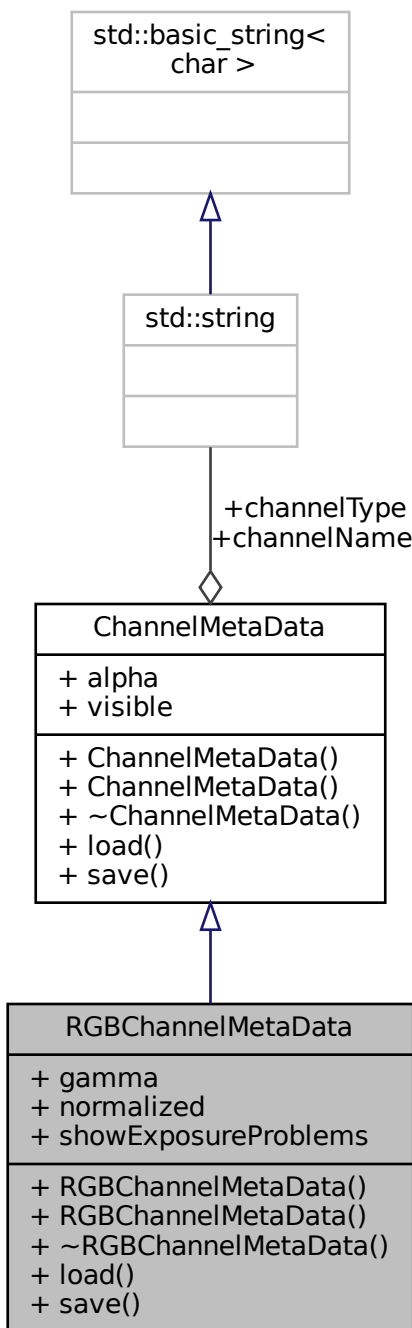 std::basic_string<
char >
std::string
+channelType
+channelName
ChannelMetaData
+ alpha
+ visible
+ ChannelMetaData()
+ ChannelMetaData()
+ ~ChannelMetaData()
+ load()
+ save()
RGBChannelMetaData
+ gamma
+ normalized
+ showExposureProblems
+ RGBChannelMetaData()
+ RGBChannelMetaData()
+ ~RGBChannelMetaData()
+ load()
+ save()